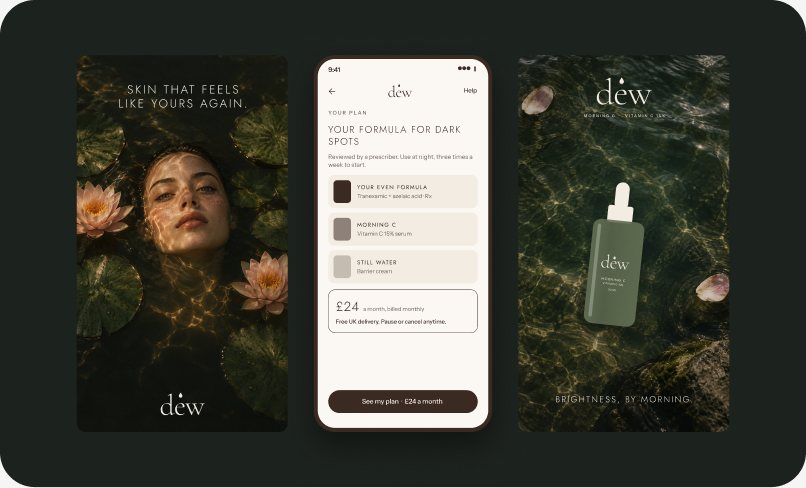 SKIN THAT FEELS
LIKE YOURS AGAIN.
dew
9:41
←
dew
Help
YOUR PLAN
YOUR FORMULA FOR DARK
SPOTS
Reviewed by a prescriber. Use at night, three times a
week to start.
YOUR EVEN FORMULA
Tranexamic + azelaic acid · Rx
MORNING C
Vitamin C 15% serum
STILL WATER
Barrier cream
£24 a month, billed monthly
Free UK delivery. Pause or cancel anytime.
See my plan · £24 a month
dew
MORNING C VITAMIN C 15%
dew
MORNING C
VITAMIN C 15%
BRIGHTNESS, BY MORNING.